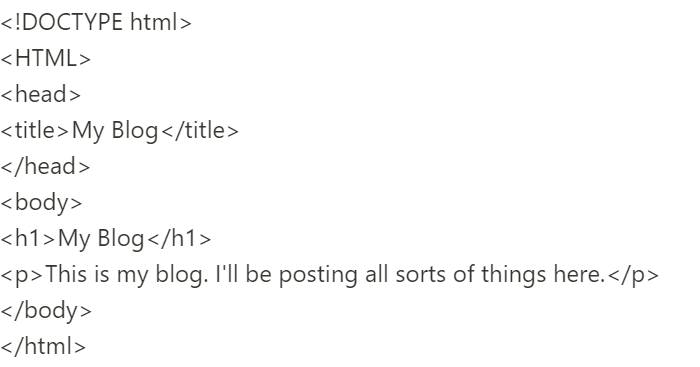 <!DOCTYPE html>
<HTML>
<head>
<title>My Blog</title>
</head>
<body>
<h1>My Blog</h1>
<p>This is my blog. I'll be posting all sorts of things here.</p>
</body>
</html>